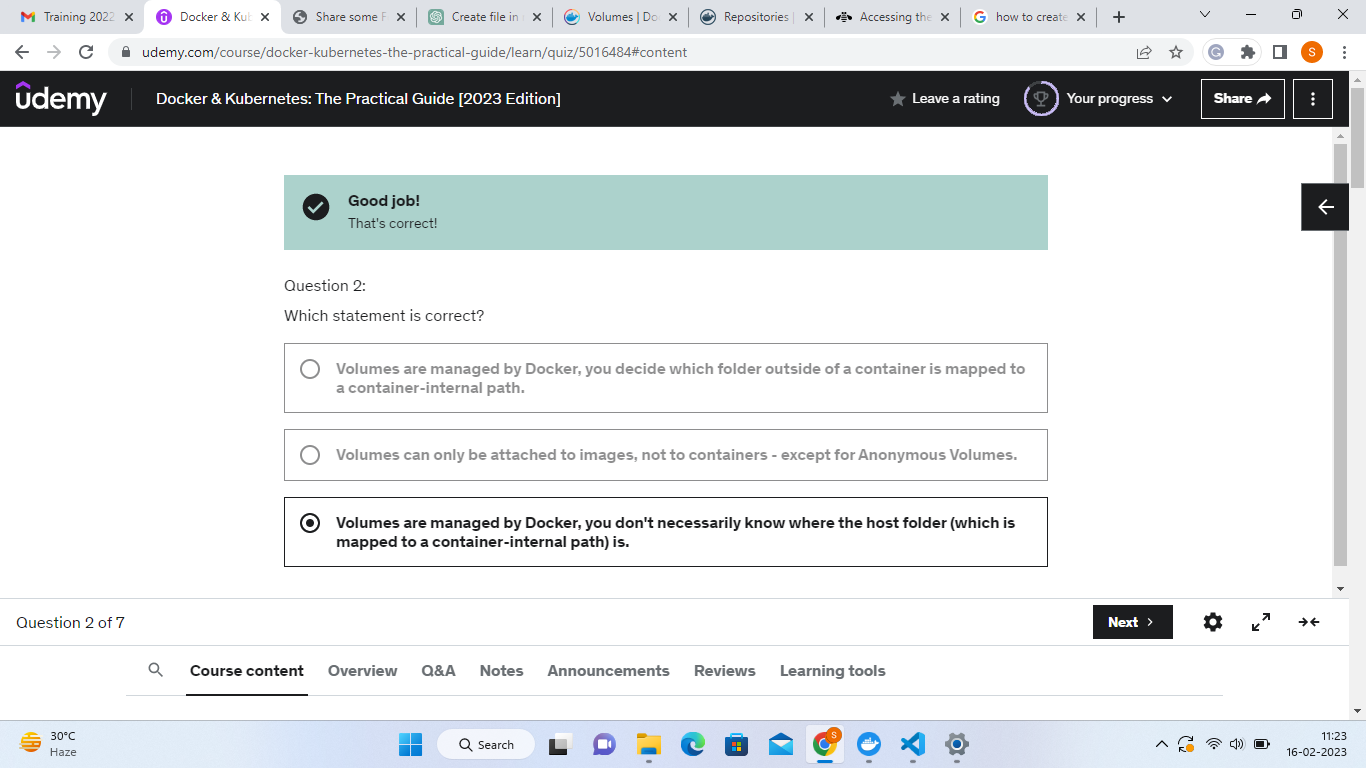 Training 2022
Docker & Kub
Share some F
Create file in
Volumes | Do
Repositories |
Accessing the
how to create
udemy.com/course/docker-kubernetes-the-practical-guide/learn/quiz/5016484#content
S
udemy
Docker & Kubernetes: The Practical Guide [2023 Edition]
Leave a rating
Your progress
Share
Good job!
That's correct!
Question 2:
Which statement is correct?
Volumes are managed by Docker, you decide which folder outside of a container is mapped to
a container-internal path.
Volumes can only be attached to images, not to containers - except for Anonymous Volumes.
Volumes are managed by Docker, you don't necessarily know where the host folder (which is
mapped to a container-internal path) is.
Question 2 of 7
Next
Course content
Overview
Q&A
Notes
Announcements
Reviews
Learning tools
30°C
Haze
Search
S
11:23
16-02-2023